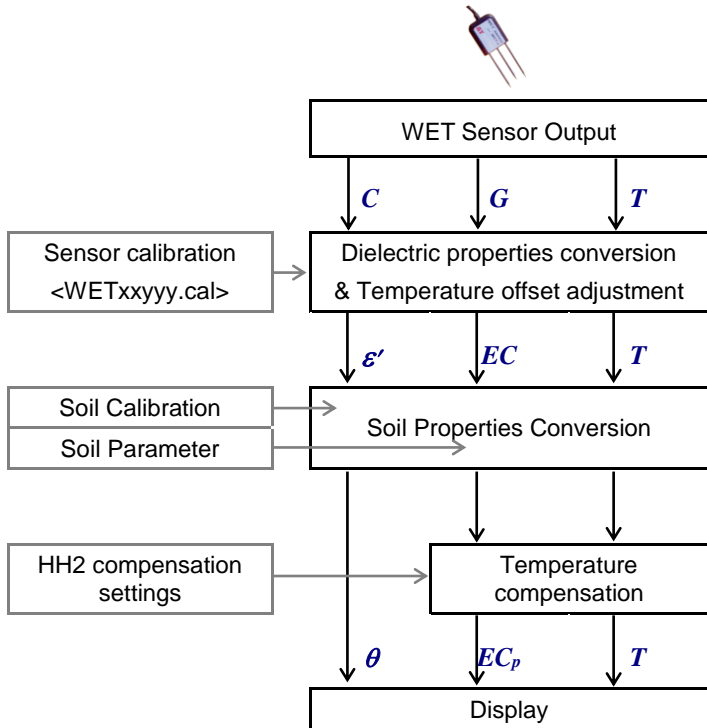 WET Sensor Output
C G T
Sensor calibration
<WETxxyyy.cal>
Dielectric properties conversion
& Temperature offset adjustment
ε′ EC T
Soil Calibration
Soil Parameter
Soil Properties Conversion
HH2 compensation
settings
Temperature
compensation
θ ECp T
Display